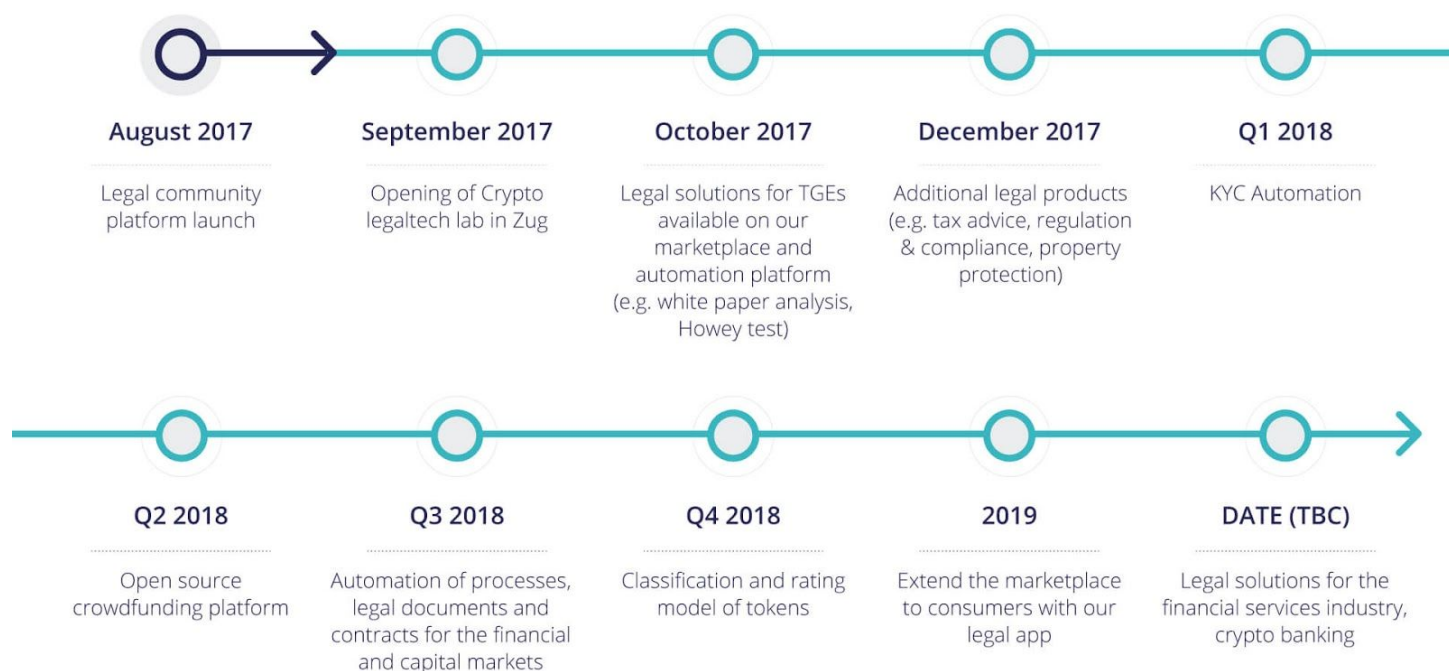 August 2017
Legal community
platform launch
September 2017
Opening of Crypto
legaltech lab in Zug
October 2017
Legal solutions for TGEs
available on our
marketplace and
automation platform
(e.g. white paper analysis,
Howey test)
December 2017
Additional legal products
(e.g. tax advice, regulation
& compliance, property
protection)
Q1 2018
KYC Automation
Q2 2018
Open source
crowdfunding platform
Q3 2018
Automation of processes,
legal documents and
contracts for the financial
and capital markets
Q4 2018
Classification and rating
model of tokens
2019
Extend the marketplace
to consumers with our
legal app
DATE (TBC)
Legal solutions for the
financial services industry,
crypto banking